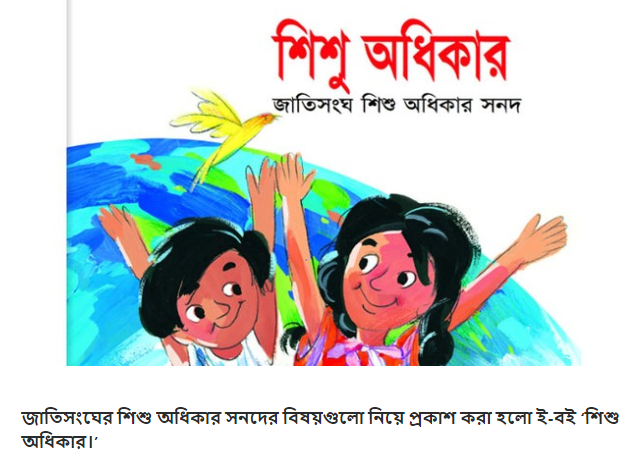 শিশু অধিকার
জাতিসংঘ শিশু অধিকার সনদ
জাতিসংঘের শিশু অধিকার সনদের বিষয়গুলো নিয়ে প্রকাশ করা হলো ই-বই ‘শিশু
অধিকার।’